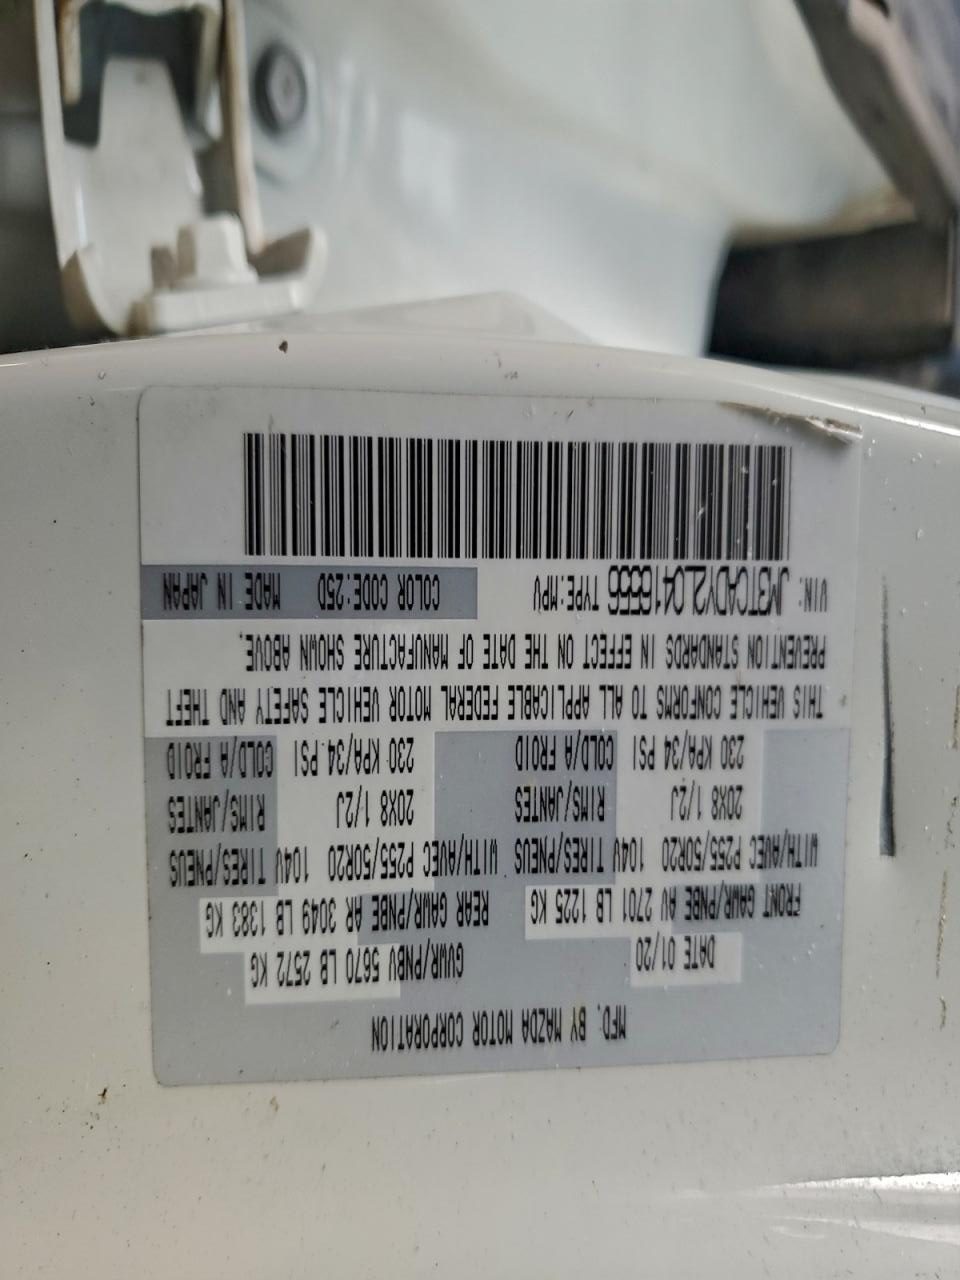 MFD. BY MAZDA MOTOR CORPORATION
DATE 01/20 GVWR/PNBV 5670 LB 2572 KG
FRONT GAWR/PNBE AV 2701 LB 1225 KG REAR GAWR/PNBE AR 3049 LB 1383 KG
WITH/AVEC P255/50R20 104V TIRES/PNEUS WITH/AVEC P255/50R20 104V TIRES/PNEUS
20X8 1/2J RIMS/JANTES 20X8 1/2J RIMS/JANTES
230 KPA/34 PSI COLD/A FROID 230 KPA/34 PSI COLD/A FROID
THIS VEHICLE CONFORMS TO ALL APPLICABLE FEDERAL MOTOR VEHICLE SAFETY AND THEFT
PREVENTION STANDARDS IN EFFECT ON THE DATE OF MANUFACTURE SHOWN ABOVE.
VIN: JM3TCADY2L0416556 TYPE:MPV COLOR CODE:25D MADE IN JAPAN